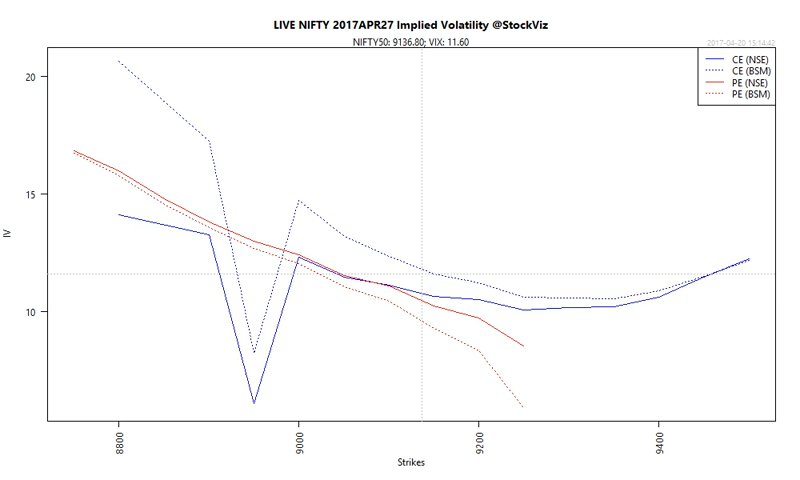 LIVE NIFTY 2017APR27 Implied Volatility @StockViz
NIFTY50: 9136.80; VIX: 11.60
2017-04-20 15:14:42
CE (NSE)
CE (BSM)
PE (NSE)
PE (BSM)
20
15
10
IV
8800
9000
9200
9400
Strikes